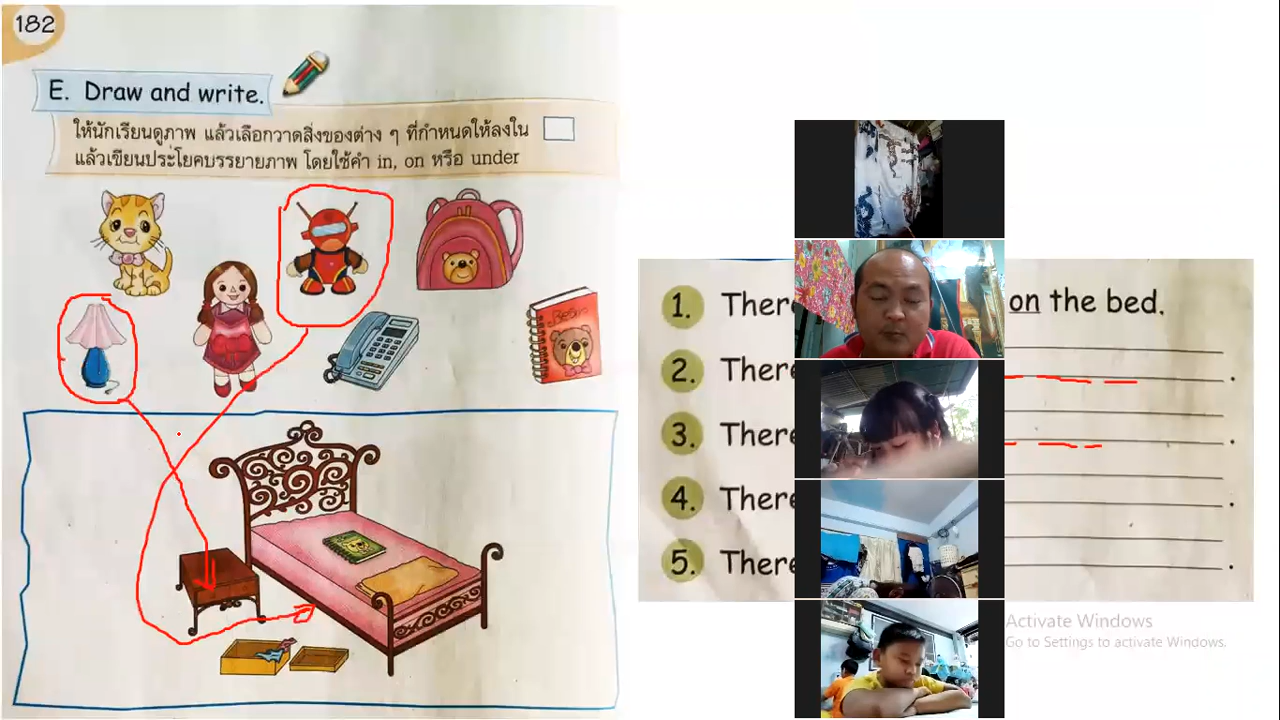 182
E. Draw and write.
ให้นักเรียนดูภาพ แล้วเลือกวาดสิ่งของต่าง ๆ ที่กำหนดให้ลงใน
แล้วเขียนประโยคบรรยายภาพ โดยใช้คำ in, on หรือ under
1. There on the bed.
2. There
3. There
4. There
5. There
Activate Windows
Go to Settings to activate Windows.